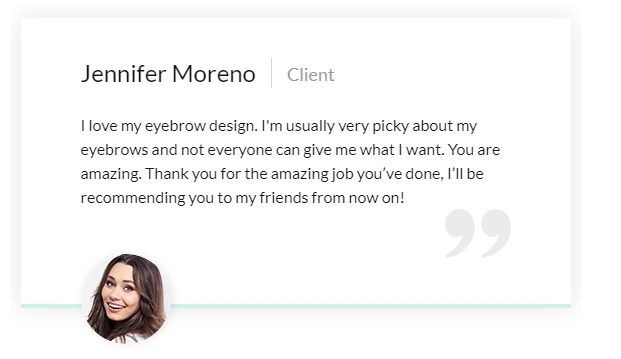 Jennifer Moreno Client
I love my eyebrow design. I'm usually very picky about my
eyebrows and not everyone can give me what I want. You are
amazing. Thank you for the amazing job you’ve done, I’ll be
recommending you to my friends from now on!
”